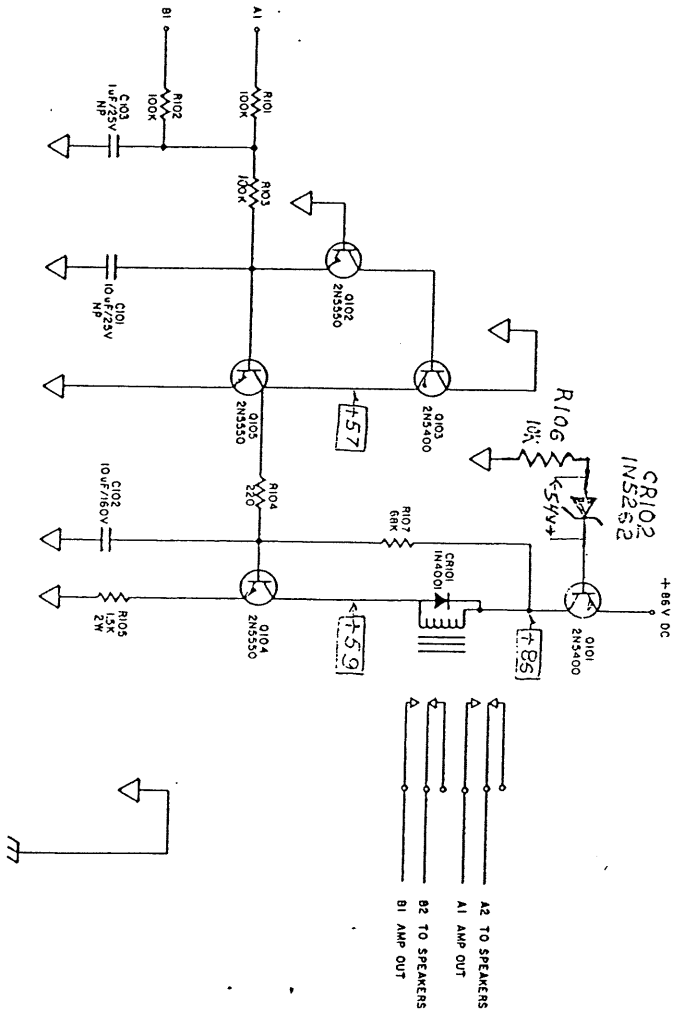 B1
A1
R102
100K
R101
100K
C103
1uF/25V
NP
R103
100K
Q102
2N5550
C101
10uF/25V
NP
Q105
2N5550
+57
Q103
2N5400
R106
10K
CR102
1N5262
<54V+
R104
220
C102
10uF/160V
R107
68K
CR101
1N4001
Q104
2N5550
R105
1.5K
2W
+59
+85
Q101
2N5400
+86V DC
A2 TO SPEAKERS
A1 AMP OUT
B2 TO SPEAKERS
B1 AMP OUT